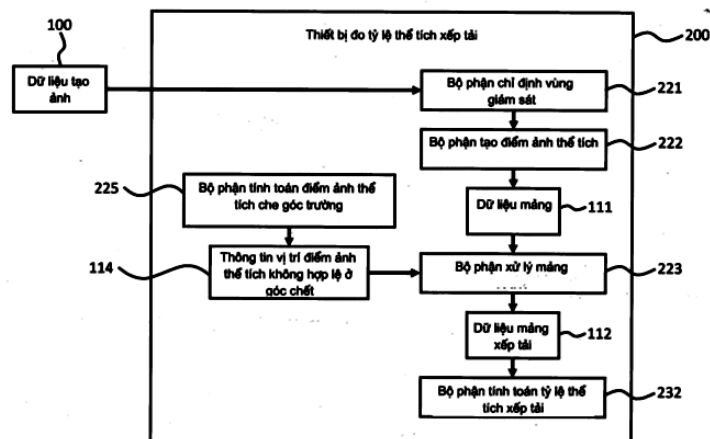 100
Thiết bị đo tỷ lệ thể tích xếp tải
200
Dữ liệu tạo
ảnh
Bộ phận chỉ định vùng
giám sát
221
Bộ phận tạo điểm ảnh thể tích
222
225
Bộ phận tính toán điểm ảnh thể
tích che góc trường
Dữ liệu mảng
111
114
Thông tin vị trí điểm ảnh
thể tích không hợp lệ ở
góc chết
Bộ phận xử lý mảng
223
Dữ liệu mảng
xếp tải
112
Bộ phận tính toán tỷ lệ thể
tích xếp tải
232